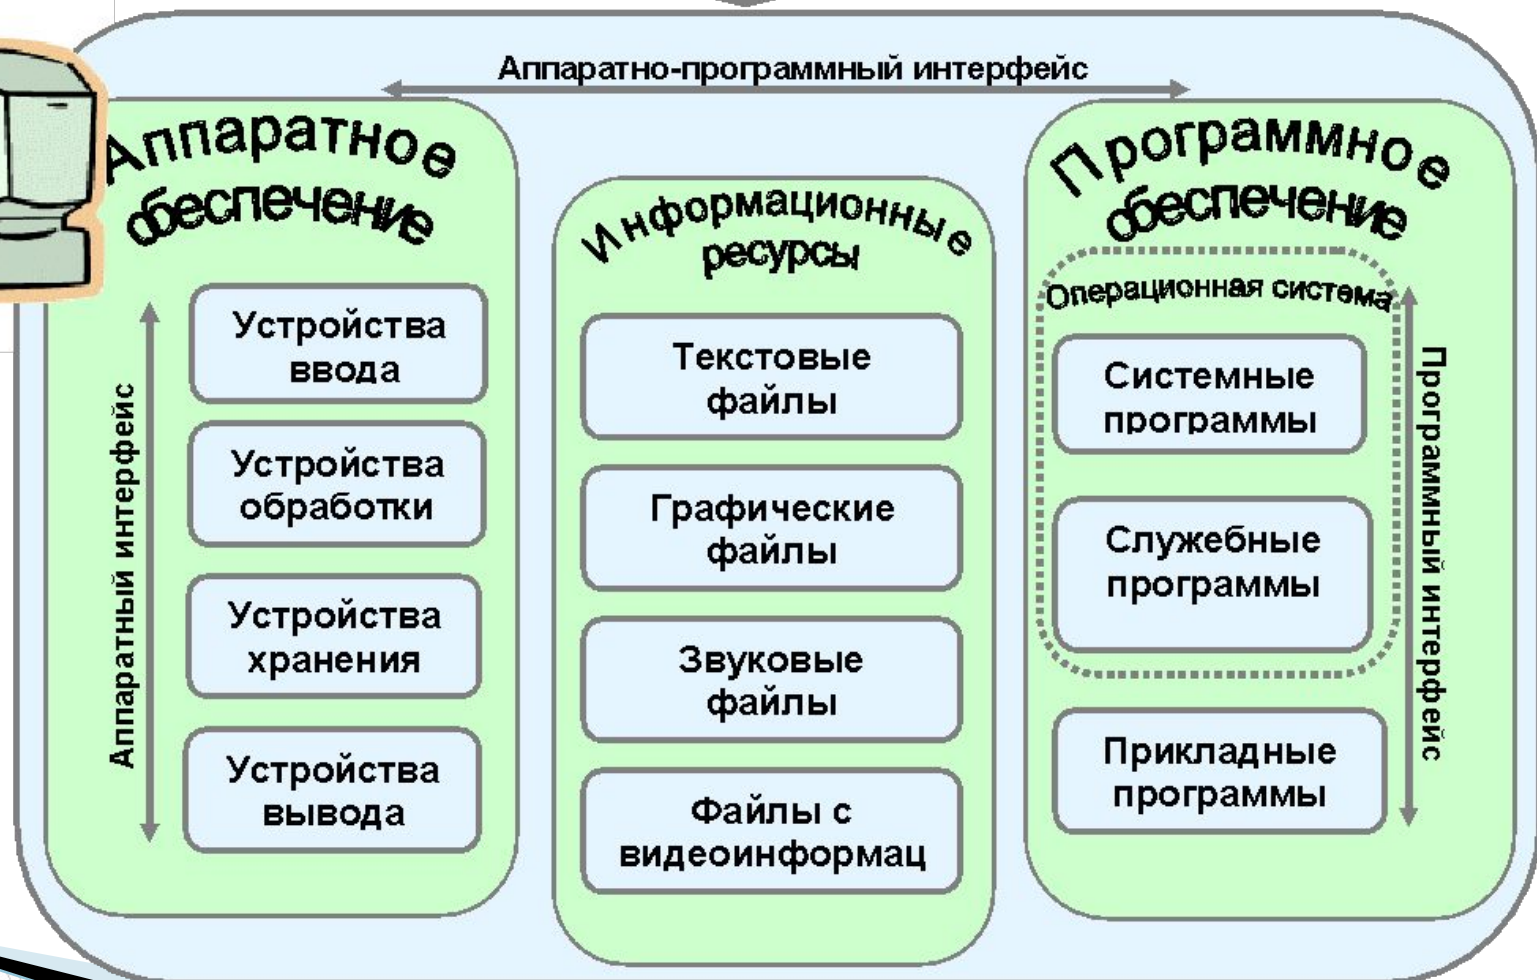 Аппаратно-программный интерфейс
Аппаратное
обеспечение
Аппаратный интерфейс
Устройства
ввода
Устройства
обработки
Устройства
хранения
Устройства
вывода
Информационные
ресурсы
Текстовые
файлы
Графические
файлы
Звуковые
файлы
Файлы с
видеоинформац
Программное
обеспечение
Операционная система
Системные
программы
Служебные
программы
Прикладные
программы
Программный интерфейс